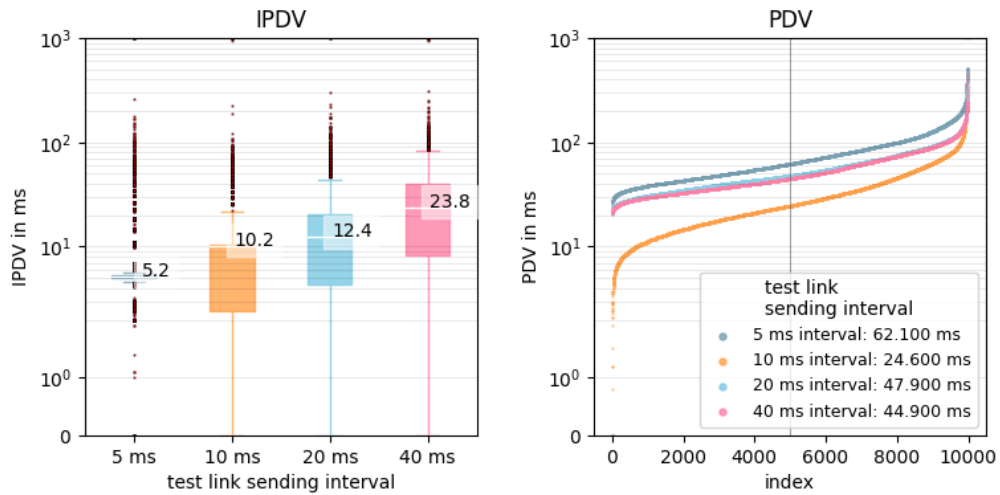 IPDV
IPDV in ms
10³
10²
10¹
10⁰
0
5.2
10.2
12.4
23.8
5 ms
10 ms
20 ms
40 ms
test link sending interval
PDV
PDV in ms
10³
10²
10¹
10⁰
0
test link
sending interval
5 ms interval: 62.100 ms
10 ms interval: 24.600 ms
20 ms interval: 47.900 ms
40 ms interval: 44.900 ms
0
2000
4000
6000
8000
10000
index